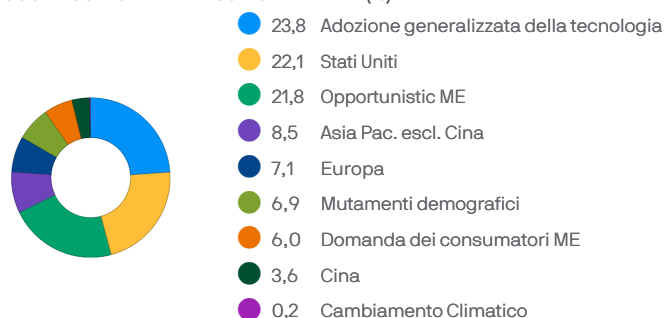 23,8 Adozione generalizzata della tecnologia
22,1 Stati Uniti
21,8 Opportunistic ME
8,5 Asia Pac. escl. Cina
7,1 Europa
6,9 Mutamenti demografici
6,0 Domanda dei consumatori ME
3,6 Cina
0,2 Cambiamento Climatico